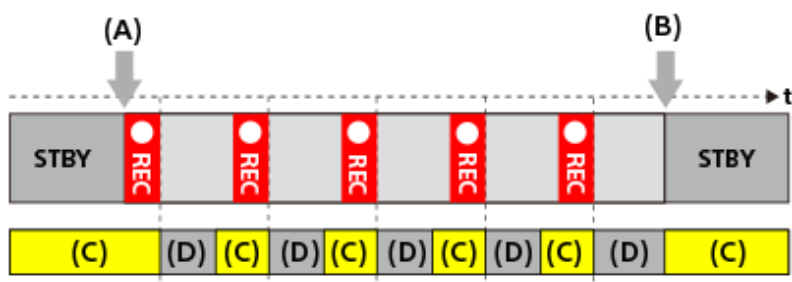 (A) (B)
t
STBY REC REC REC REC REC STBY
(C) (D) (C) (D) (C) (D) (C) (D) (C) (D) (C)